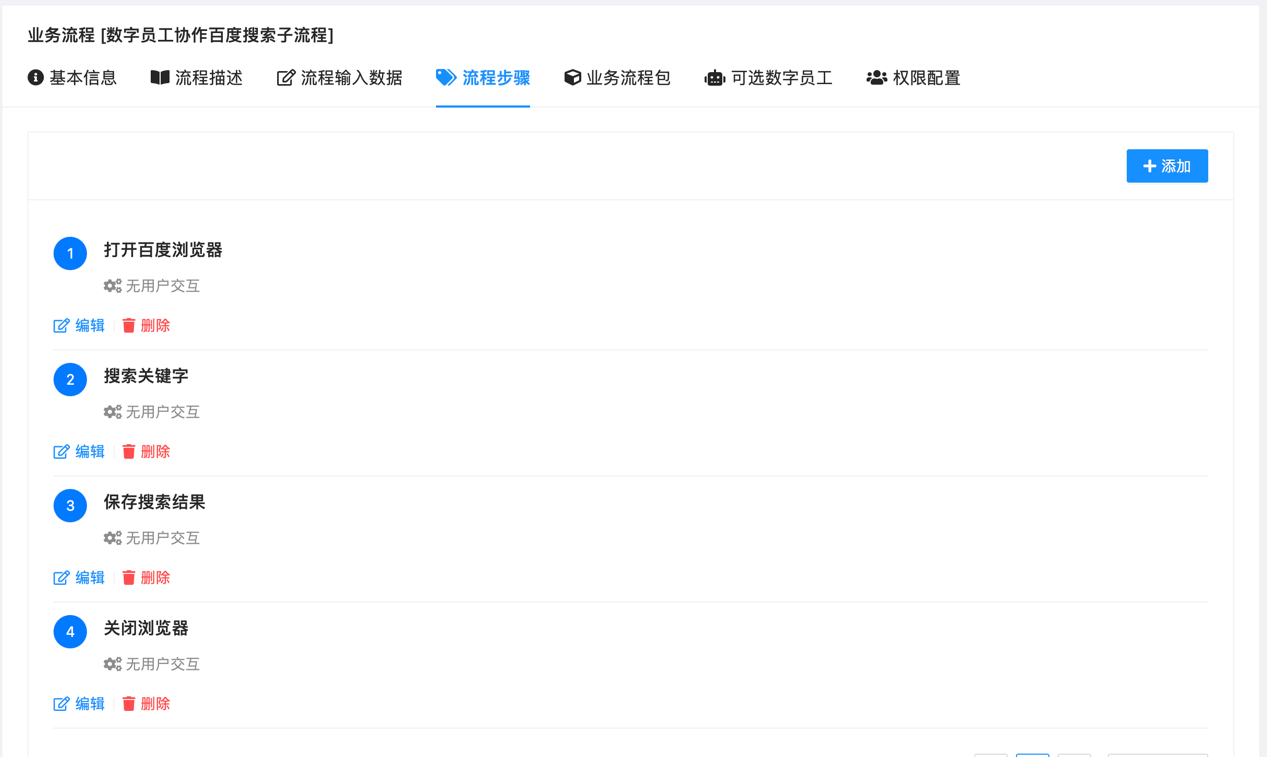 业务流程 [数字员工协作百度搜索子流程]
基本信息 流程描述 流程输入数据 流程步骤 业务流程包 可选数字员工 权限配置
添加
1 打开百度浏览器
无用户交互
编辑 删除
2 搜索关键字
无用户交互
编辑 删除
3 保存搜索结果
无用户交互
编辑 删除
4 关闭浏览器
无用户交互
编辑 删除